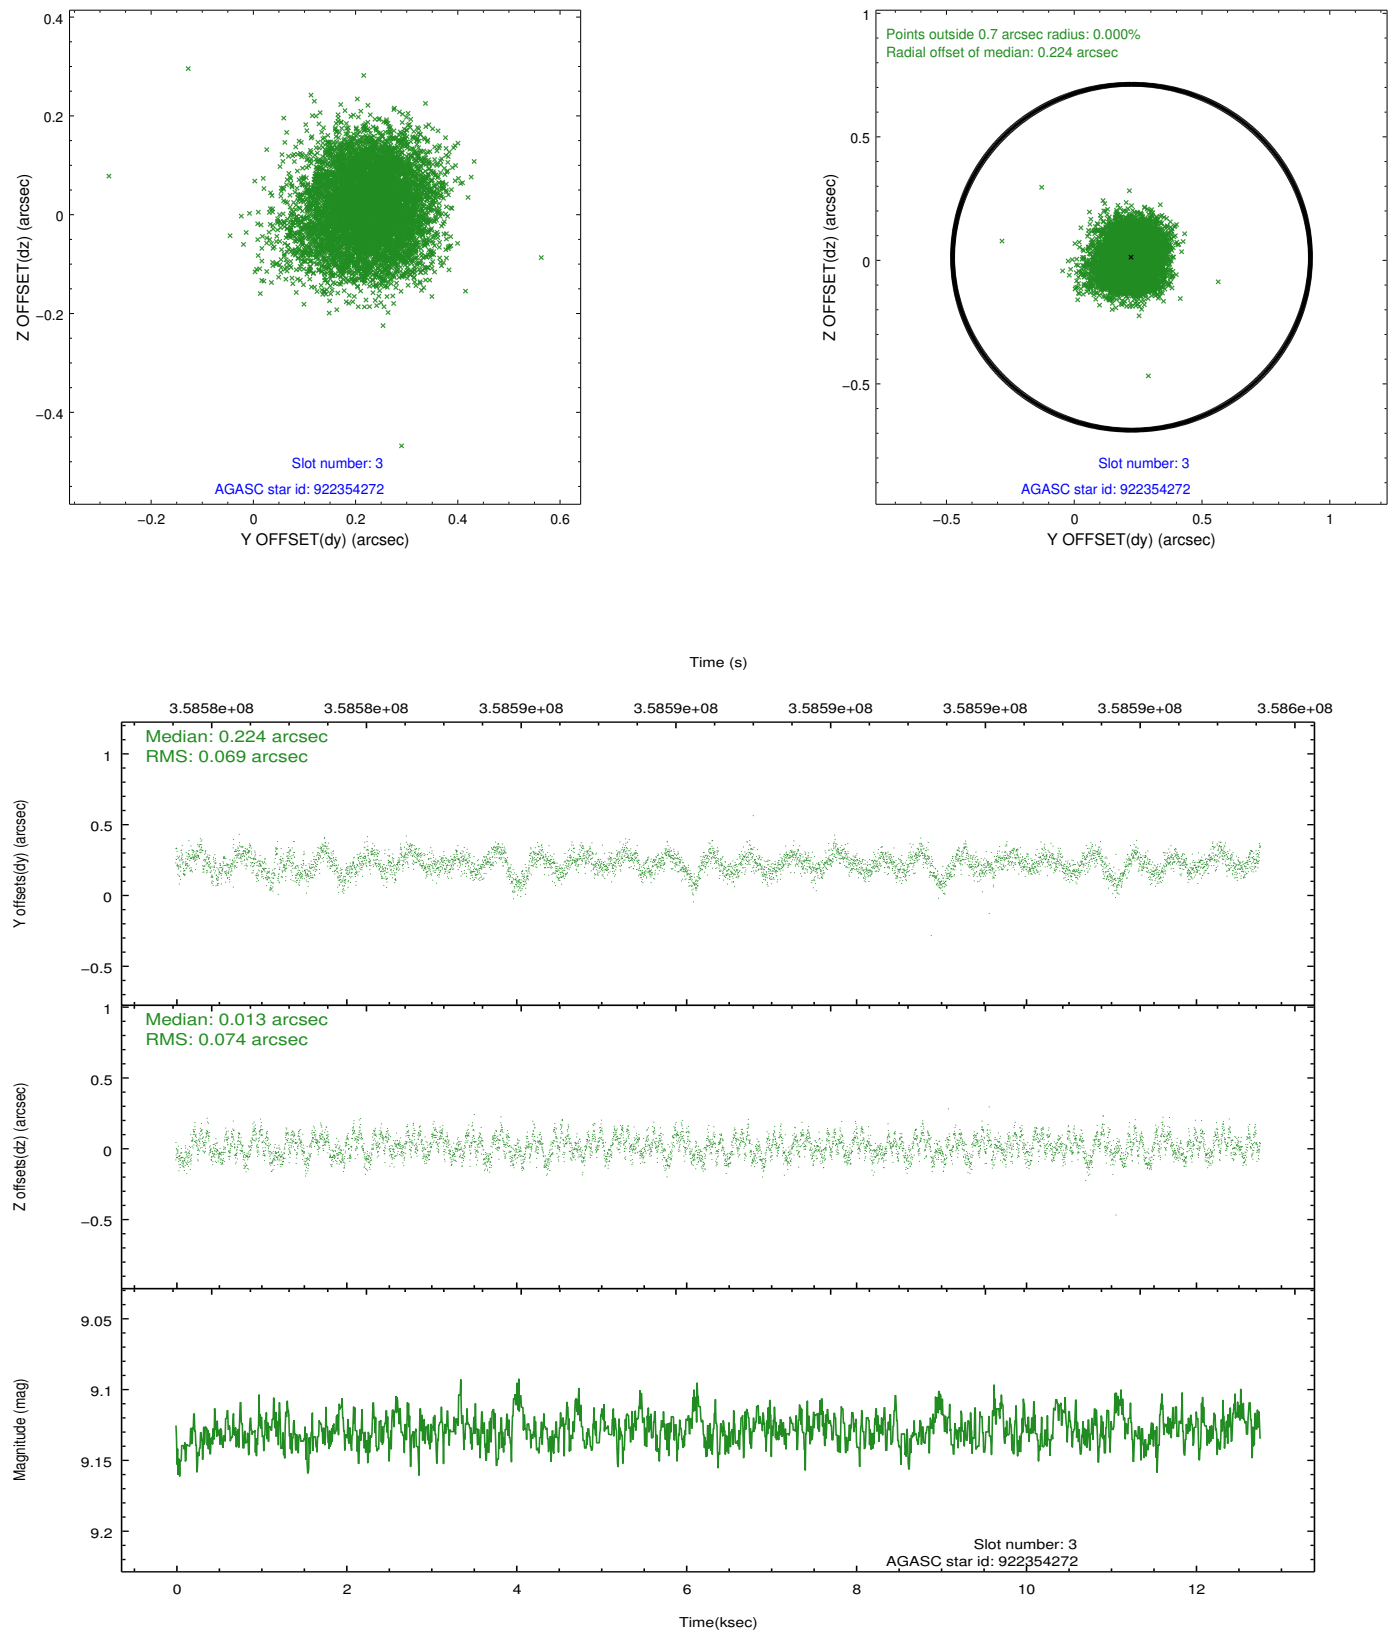 0.4
0.2
0
−0.2
−0.4
Z OFFSET(dz) (arcsec)
Slot number: 3
AGASC star id: 922354272
−0.2
0
0.2
0.4
0.6
Y OFFSET(dy) (arcsec)
Points outside 0.7 arcsec radius: 0.000%
Radial offset of median: 0.224 arcsec
1
0.5
0
−0.5
Z OFFSET(dz) (arcsec)
Slot number: 3
AGASC star id: 922354272
−0.5
0
0.5
1
Y OFFSET(dy) (arcsec)
Time (s)
3.5858e+08
3.5858e+08
3.5859e+08
3.5859e+08
3.5859e+08
3.5859e+08
3.5859e+08
3.586e+08
Median: 0.224 arcsec
RMS: 0.069 arcsec
1
0.5
0
−0.5
Y offsets(dy) (arcsec)
Median: 0.013 arcsec
RMS: 0.074 arcsec
1
0.5
0
−0.5
Z offsets(dz) (arcsec)
9.05
9.1
9.15
9.2
Magnitude (mag)
Slot number: 3
AGASC star id: 922354272
0
2
4
6
8
10
12
Time(ksec)